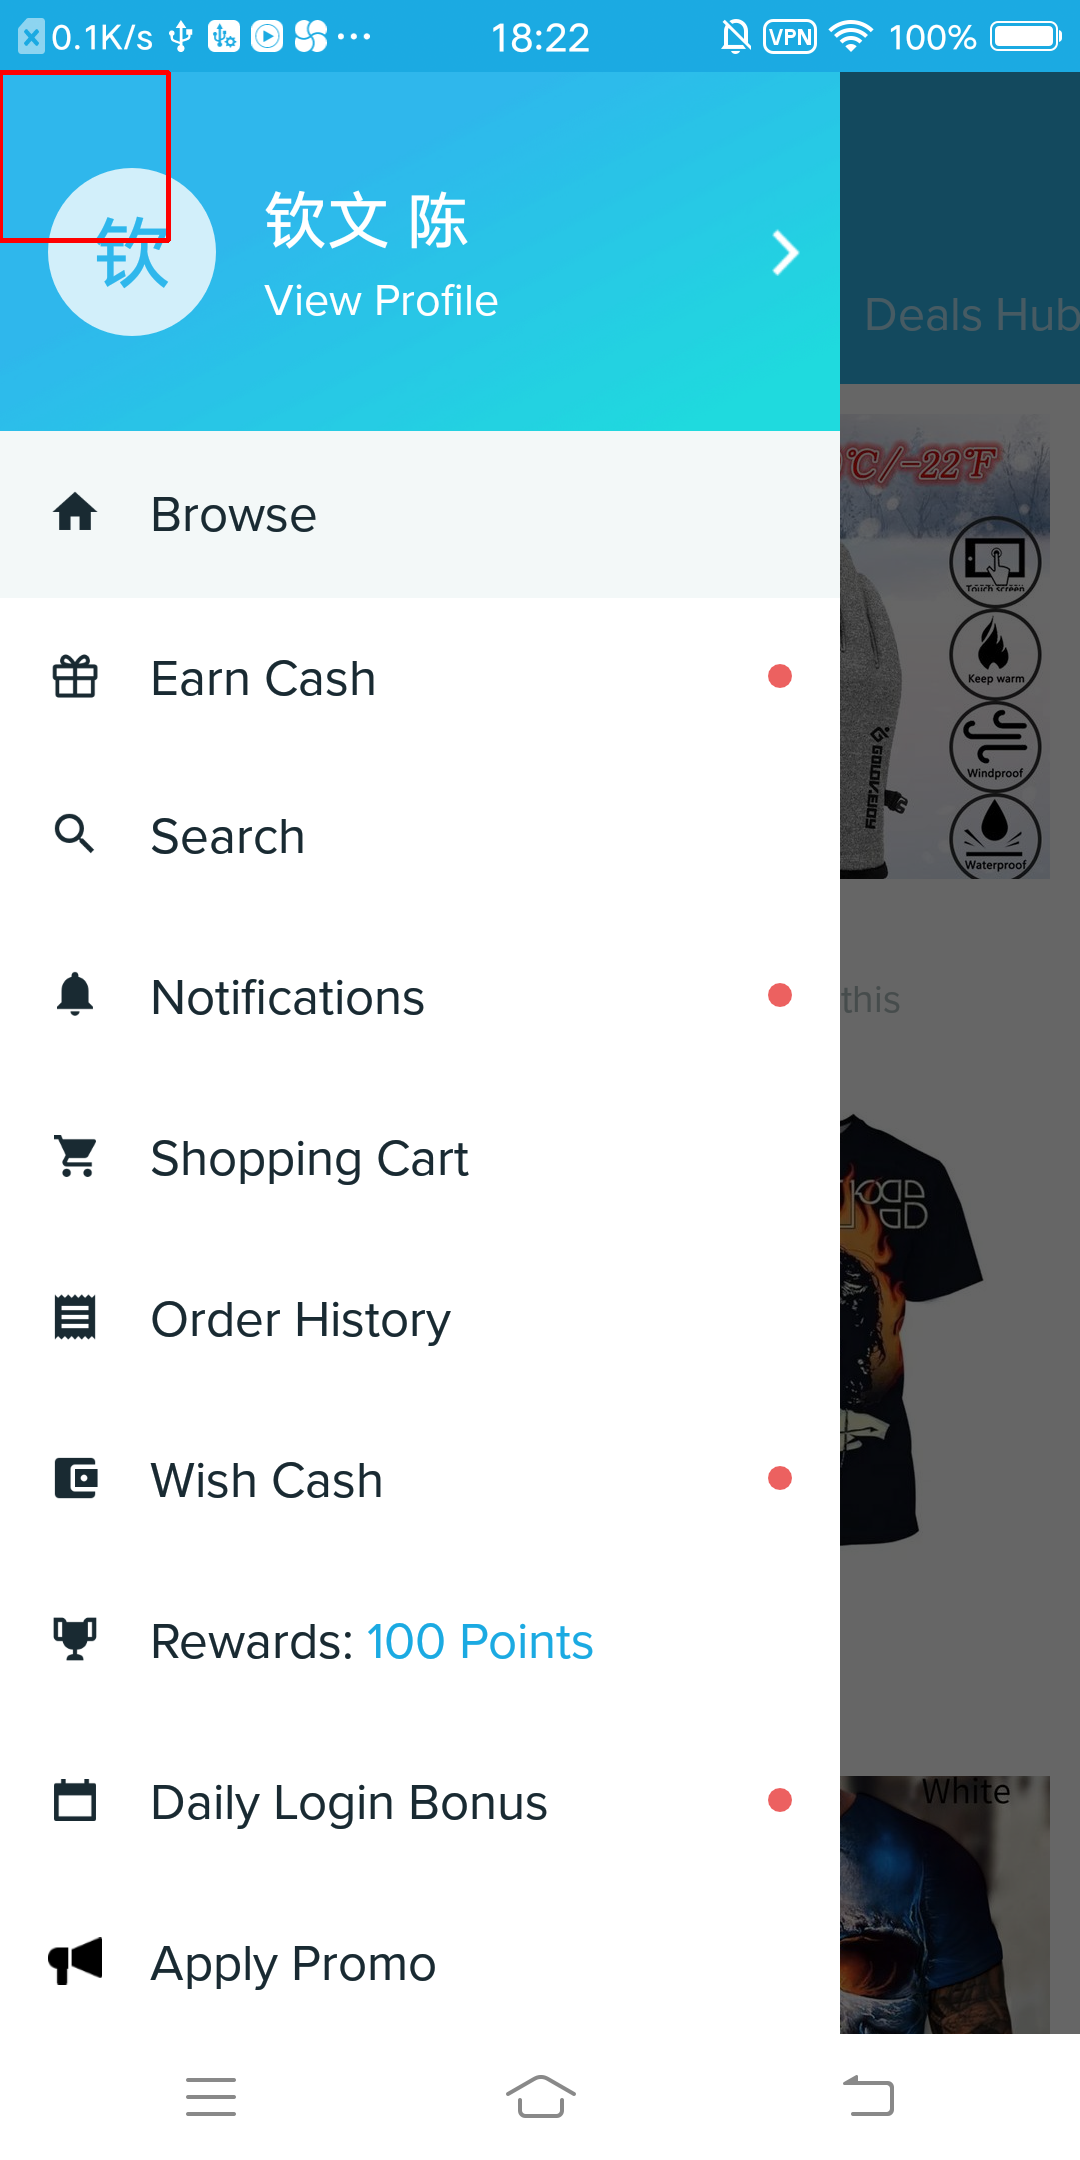 0.1K/s 18:22 VPN 100%
钦
钦文 陈
View Profile
Deals Hub
Browse
°C/-22°F
Touch screen
Earn Cash
Keep warm
Search
Windproof
Waterproof
Notifications
this
Shopping Cart
Order History
Wish Cash
Rewards: 100 Points
Daily Login Bonus
White
Apply Promo